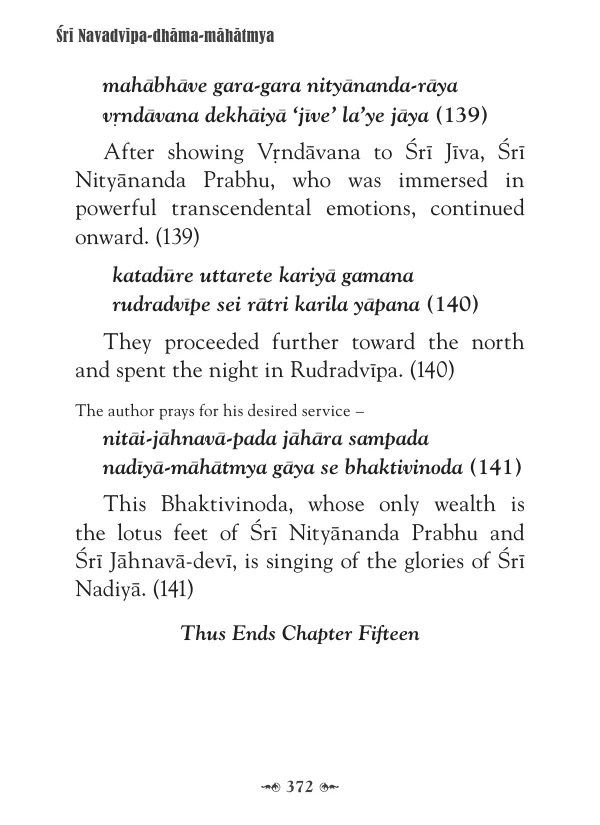 Śrī Navadvīpa-dhāma-māhātmya
mahābhāve gara-gara nityānanda-rāya
vṛndāvana dekhāiyā ‘jīve’ la’ye jāya (139)
After showing Vṛndāvana to Śrī Jīva, Śrī
Nityānanda Prabhu, who was immersed in
powerful transcendental emotions, continued
onward. (139)
katadūre uttarete kariyā gamana
rudradvīpe sei rātri karila yāpana (140)
They proceeded further toward the north
and spent the night in Rudradvīpa. (140)
The author prays for his desired service –
nitāi-jāhnavā-pada jāhāra sampada
nadīyā-māhātmya gāya se bhaktivinoda (141)
This Bhaktivinoda, whose only wealth is
the lotus feet of Śrī Nityānanda Prabhu and
Śrī Jāhnavā-devī, is singing of the glories of Śrī
Nadiyā. (141)
Thus Ends Chapter Fifteen
372